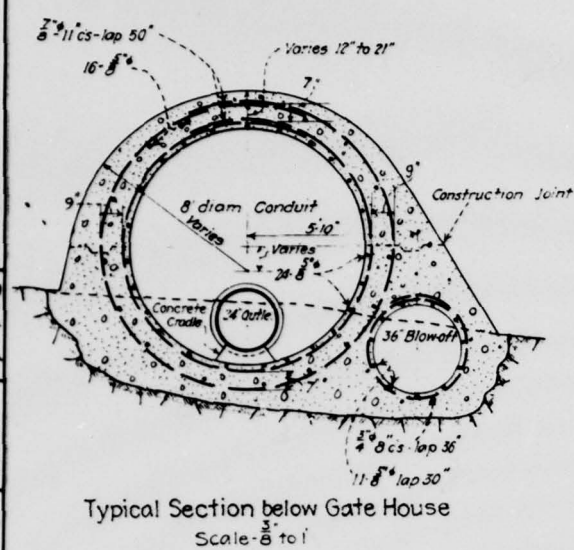 7/8"φ-11"cs-lap 50"
Varies 12" to 21"
16-5/8"φ
7"
9"
Construction Joint
9"
8' diam Conduit
Varies
5'-10"
Varies
24-5/8"φ
Concrete
Cradle
24" Outle
36" Blow-off
7"
3/4"φ 8"cs-lap 36"
11-5/8"φ lap 30"
Typical Section below Gate House
Scale-3/8" to 1'